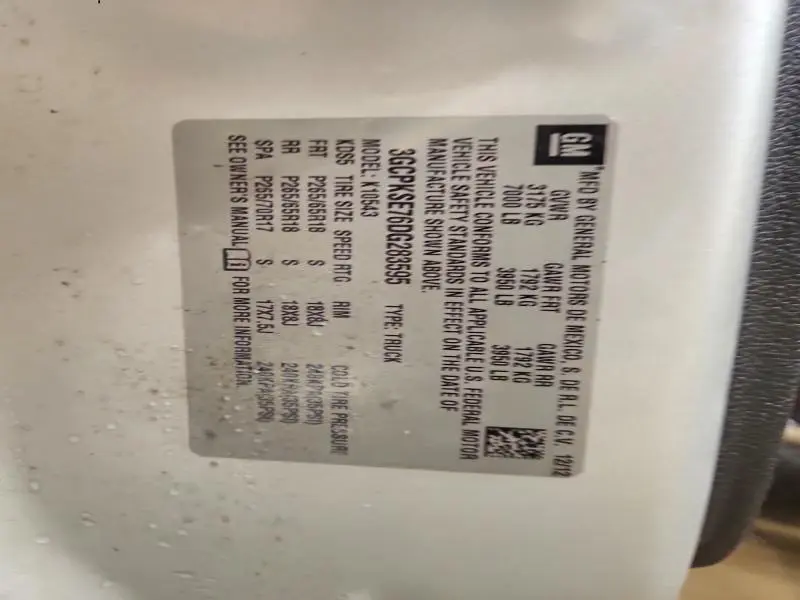 GM
*MFD BY GENERAL MOTORS DE MEXICO, S. DE R.L. DE C.V. 12/12
GVWR GAWR FRT GAWR RR
3175 KG 1792 KG 1792 KG
7000 LB 3950 LB 3950 LB
THIS VEHICLE CONFORMS TO ALL APPLICABLE U.S. FEDERAL MOTOR
VEHICLE SAFETY STANDARDS IN EFFECT ON THE DATE OF
MANUFACTURE SHOWN ABOVE.
3GCPKSE76DG283595 TYPE: TRUCK
MODEL: K10543
KDS5 TIRE SIZE SPEED RTG RIM COLD TIRE PRESSURE
FRT P265/65R18 S 18X8J 240KPA(35PSI)
RR P265/65R18 S 18X8J 240KPA(35PSI)
SPA P265/70R17 S 17X7.5J 240KPA(35PSI)
SEE OWNER'S MANUAL FOR MORE INFORMATION.